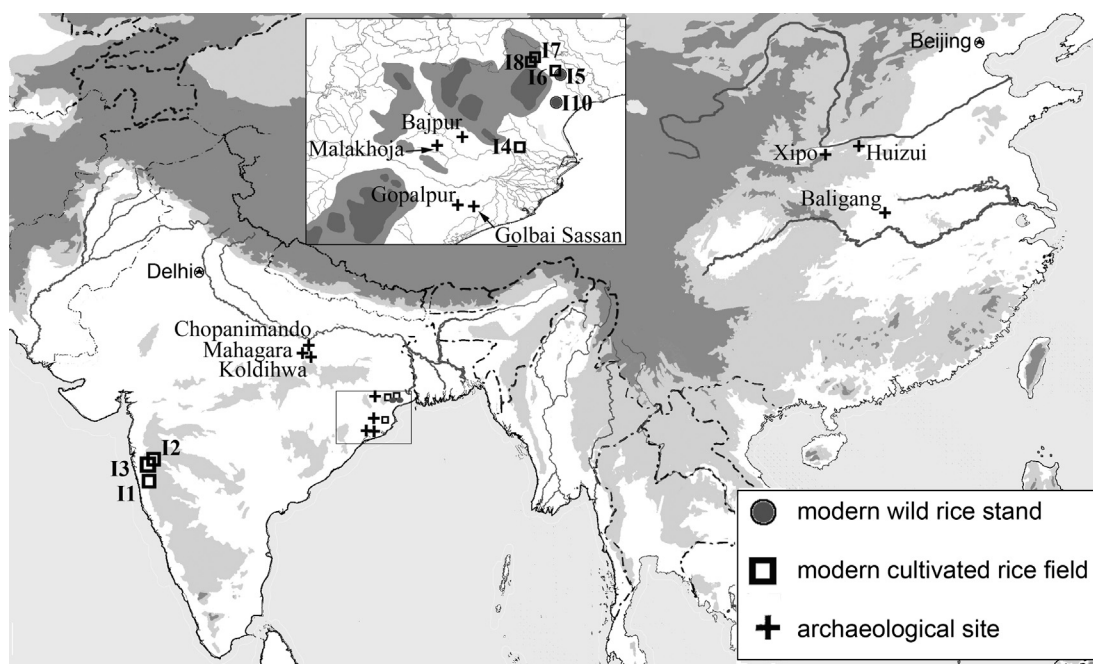 Beijing
I7
I8
I6
I5
I10
Bajpur
I4
Malakhoja
Xipo
Huizui
Gopalpur
Baligang
Golbai Sassan
Delhi
Chopanimando
Mahagara
Koldihwa
I2
I3
I1
modern wild rice stand
modern cultivated rice field
archaeological site